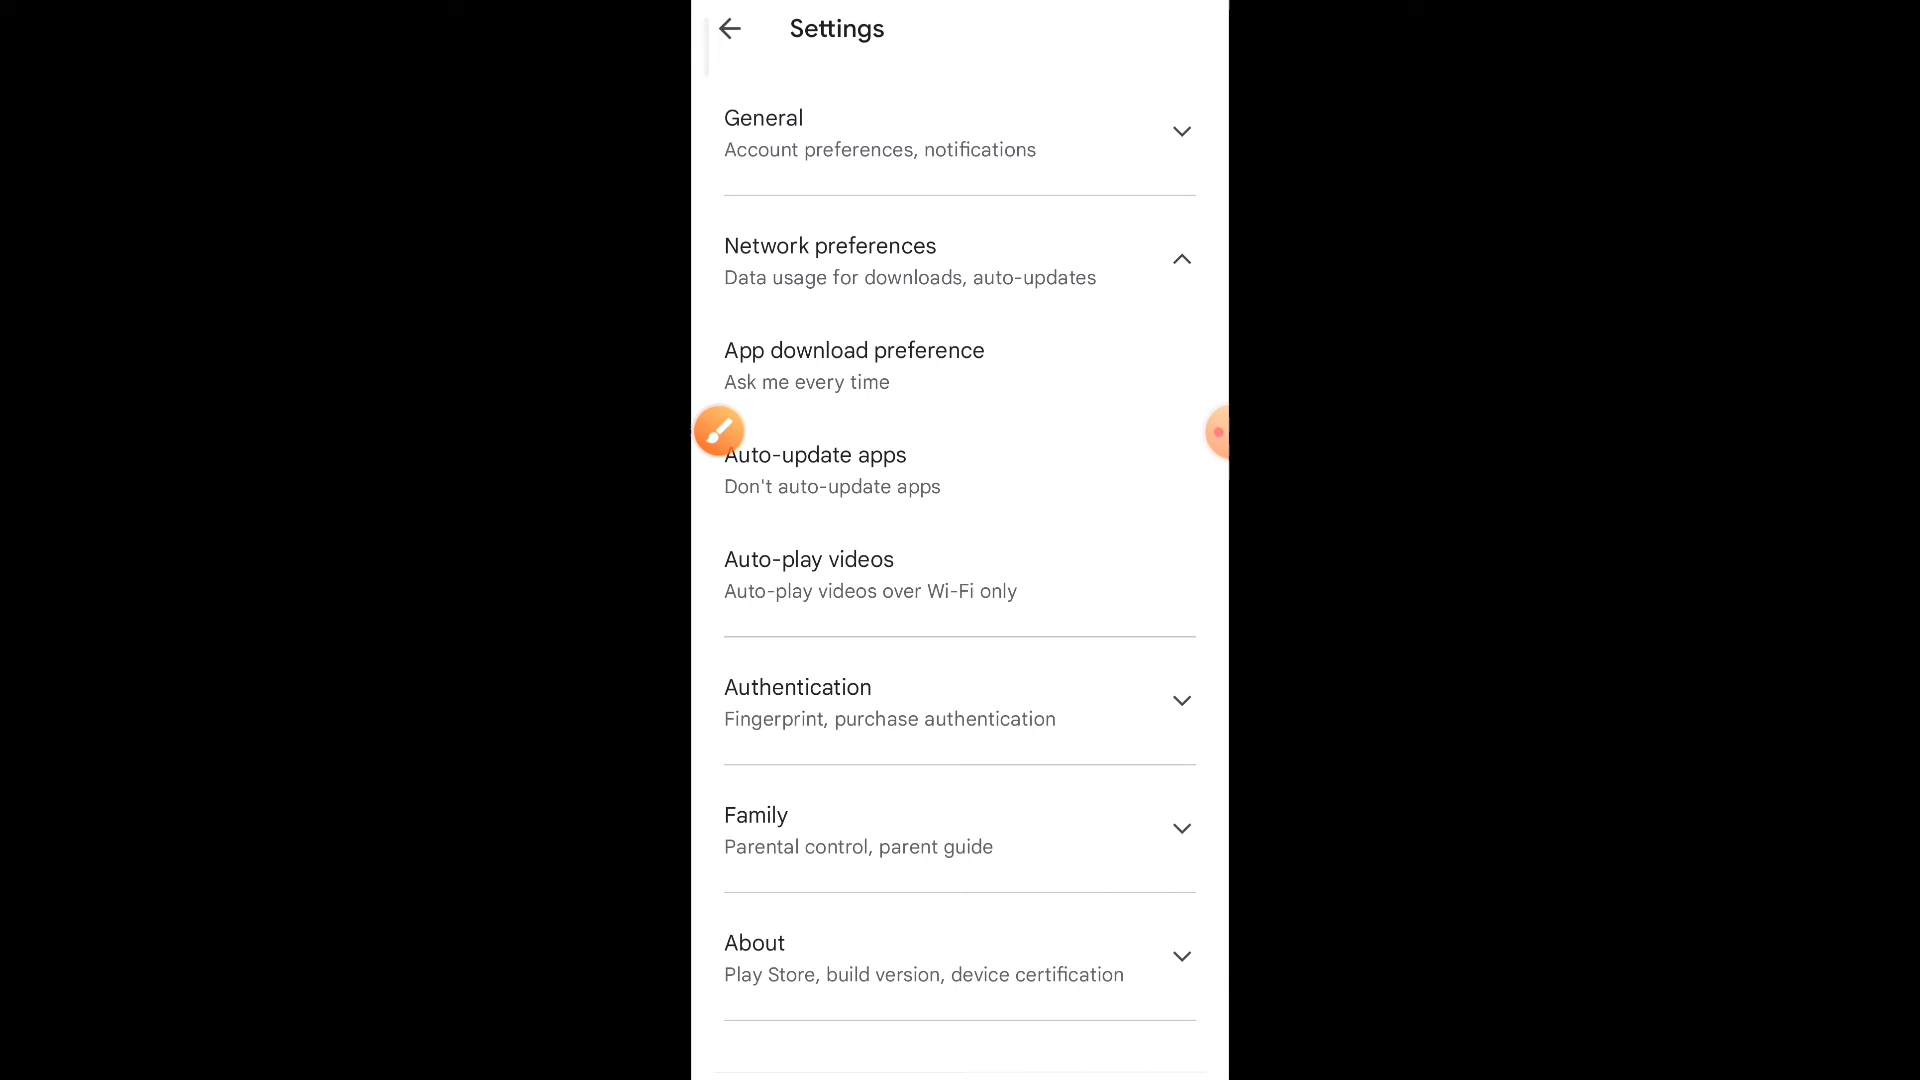 Settings
General
Account preferences, notifications
Network preferences
Data usage for downloads, auto-updates
App download preference
Ask me every time
Auto-update apps
Don't auto-update apps
Auto-play videos
Auto-play videos over Wi-Fi only
Authentication
Fingerprint, purchase authentication
Family
Parental control, parent guide
About
Play Store, build version, device certification